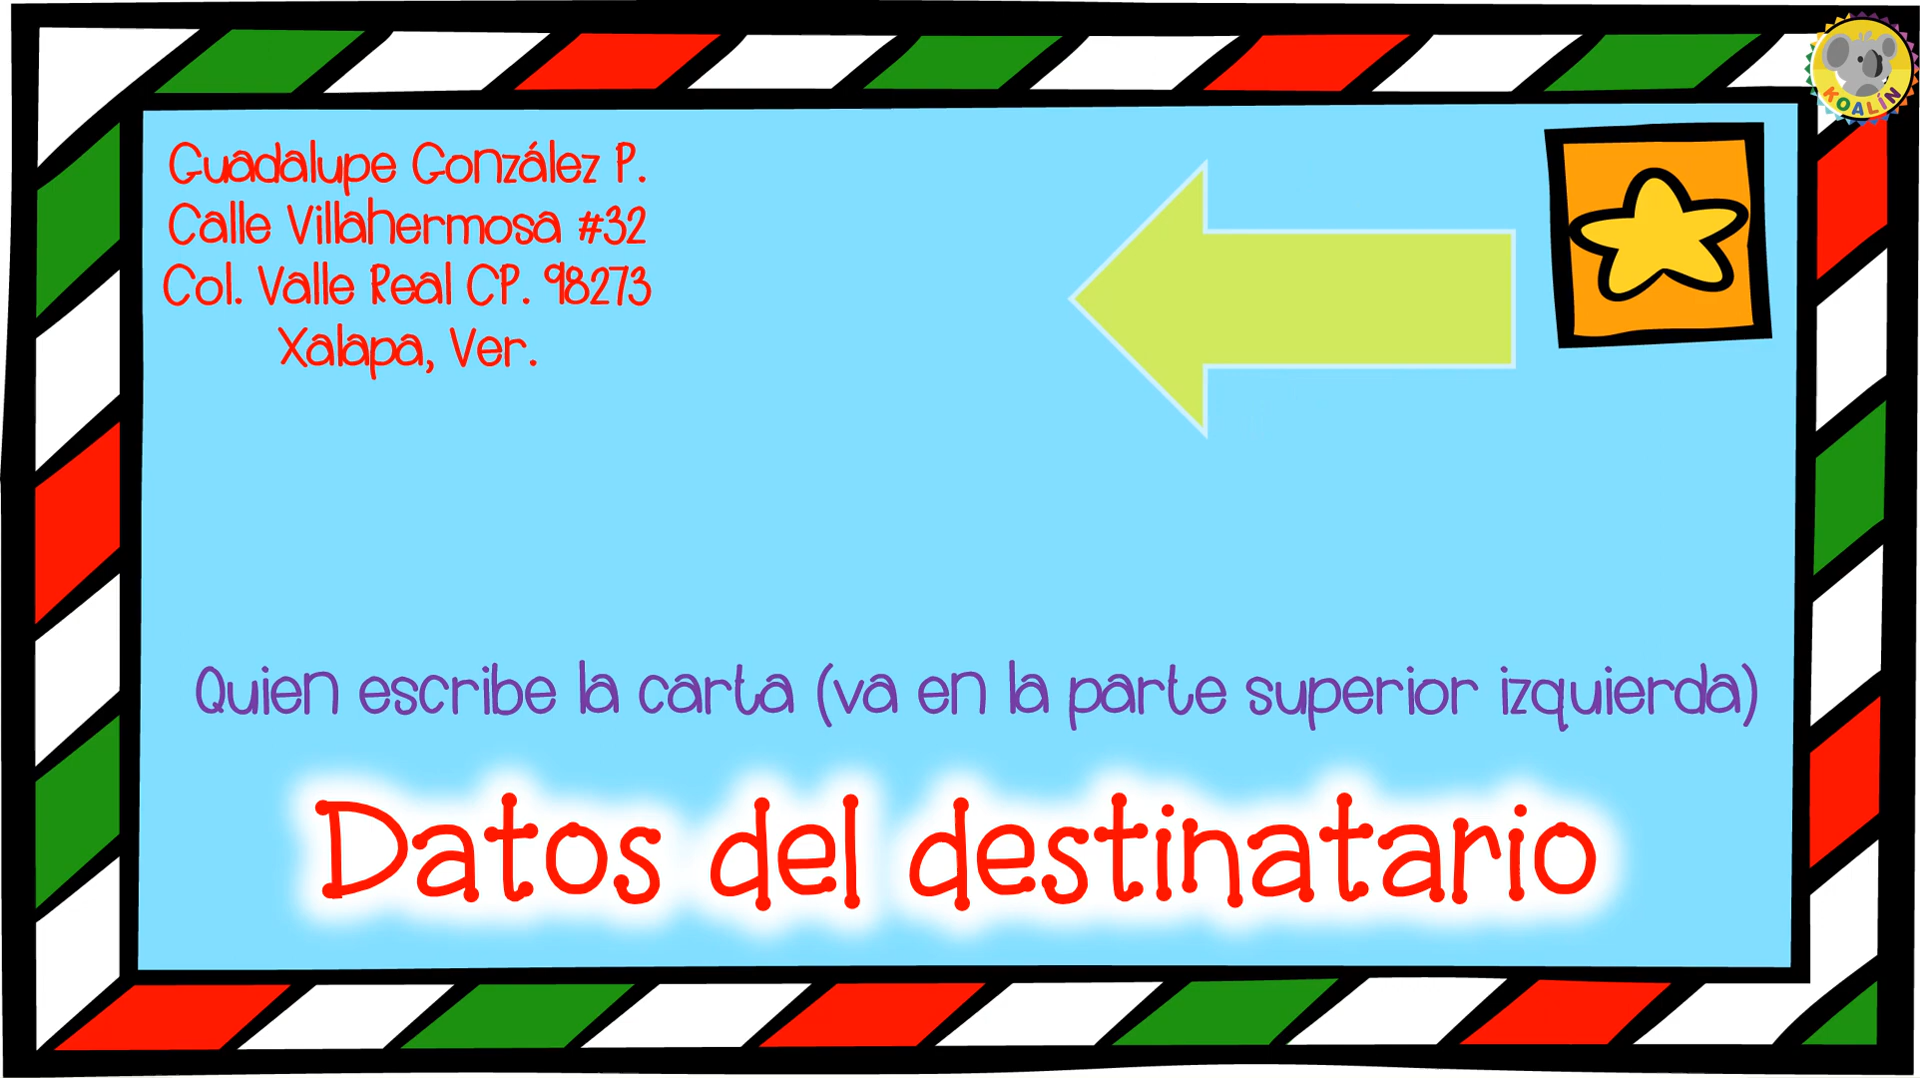 KOALÍN
Guadalupe González P.
Calle Villahermosa #32
Col. Valle Real CP. 98273
Xalapa, Ver.
Quien escribe la carta (va en la parte superior izquierda)
Datos del destinatario